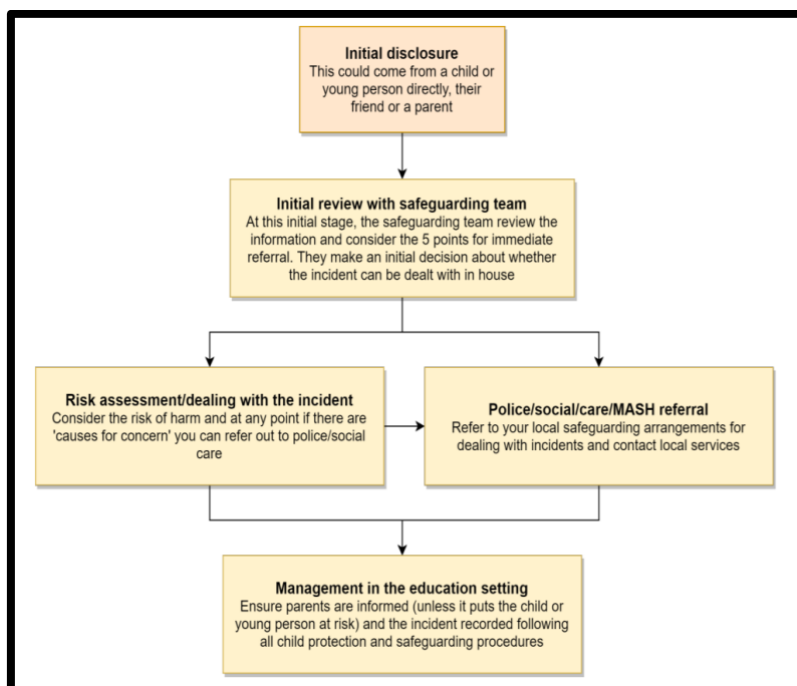 Initial disclosure
This could come from a child or
young person directly, their
friend or a parent
Initial review with safeguarding team
At this initial stage, the safeguarding team review the
information and consider the 5 points for immediate
referral. They make an initial decision about whether
the incident can be dealt with in house
Risk assessment/dealing with the incident
Consider the risk of harm and at any point if there are
'causes for concern' you can refer out to police/social
care
Police/social/care/MASH referral
Refer to your local safeguarding arrangements for
dealing with incidents and contact local services
Management in the education setting
Ensure parents are informed (unless it puts the child or
young person at risk) and the incident recorded following
all child protection and safeguarding procedures